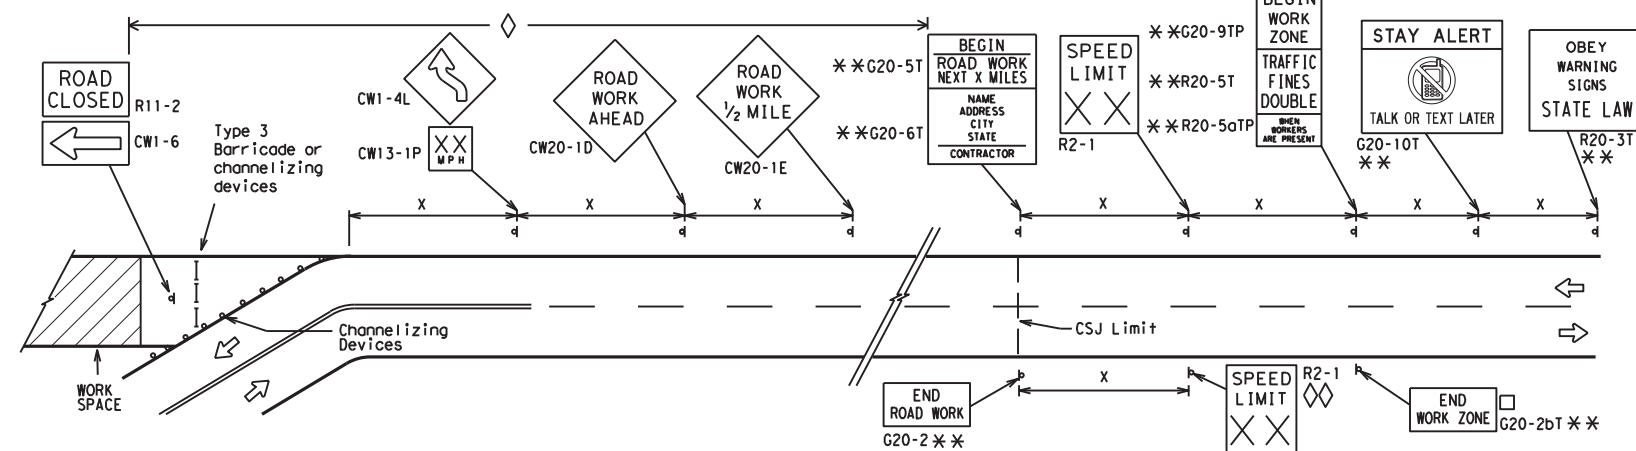 ROAD
CLOSED
R11-2
CW1-6
Type 3
Barricade or
channelizing
devices
CW1-4L
XX
MPH
CW13-1P
ROAD
WORK
AHEAD
CW20-1D
ROAD
WORK
1/2 MILE
CW20-1E
**G20-5T
**G20-6T
BEGIN
ROAD WORK
NEXT X MILES
NAME
ADDRESS
CITY
STATE
CONTRACTOR
SPEED
LIMIT
XX
R2-1
**G20-9TP
**R20-5T
**R20-5aTP
BEGIN
WORK
ZONE
TRAFFIC
FINES
DOUBLE
WHEN
WORKERS
ARE PRESENT
STAY ALERT
TALK OR TEXT LATER
G20-10T
**
OBEY
WARNING
SIGNS
STATE LAW
R20-3T
**
X
X
X
X
X
X
X
Channelizing
Devices
WORK
SPACE
CSJ Limit
END
ROAD WORK
G20-2 **
X
SPEED
LIMIT
XX
R2-1
END
WORK ZONE
G20-2bT **